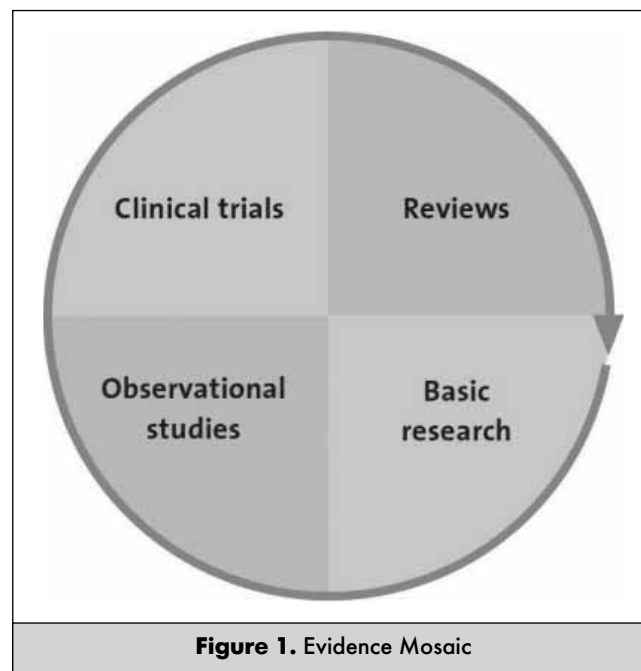 Clinical trials
Reviews
Observational
studies
Basic
research
Figure 1. Evidence Mosaic